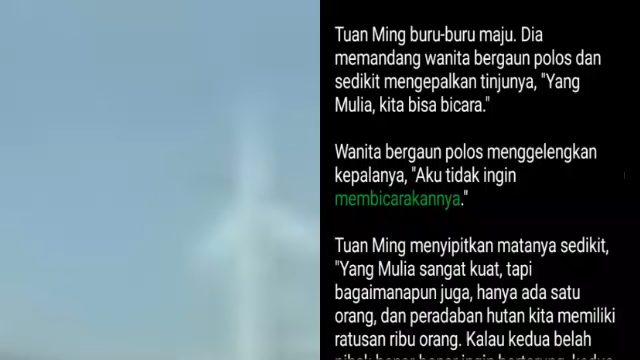 Tuan Ming buru-buru maju. Dia
memandang wanita bergaun polos dan
sedikit mengepalkan tinjunya, "Yang
Mulia, kita bisa bicara."
Wanita bergaun polos menggelengkan
kepalanya, "Aku tidak ingin
membicarakannya."
Tuan Ming menyipitkan matanya sedikit,
"Yang Mulia sangat kuat, tapi
bagaimanapun juga, hanya ada satu
orang, dan peradaban hutan kita memiliki
ratusan ribu orang. Kalau kedua belah